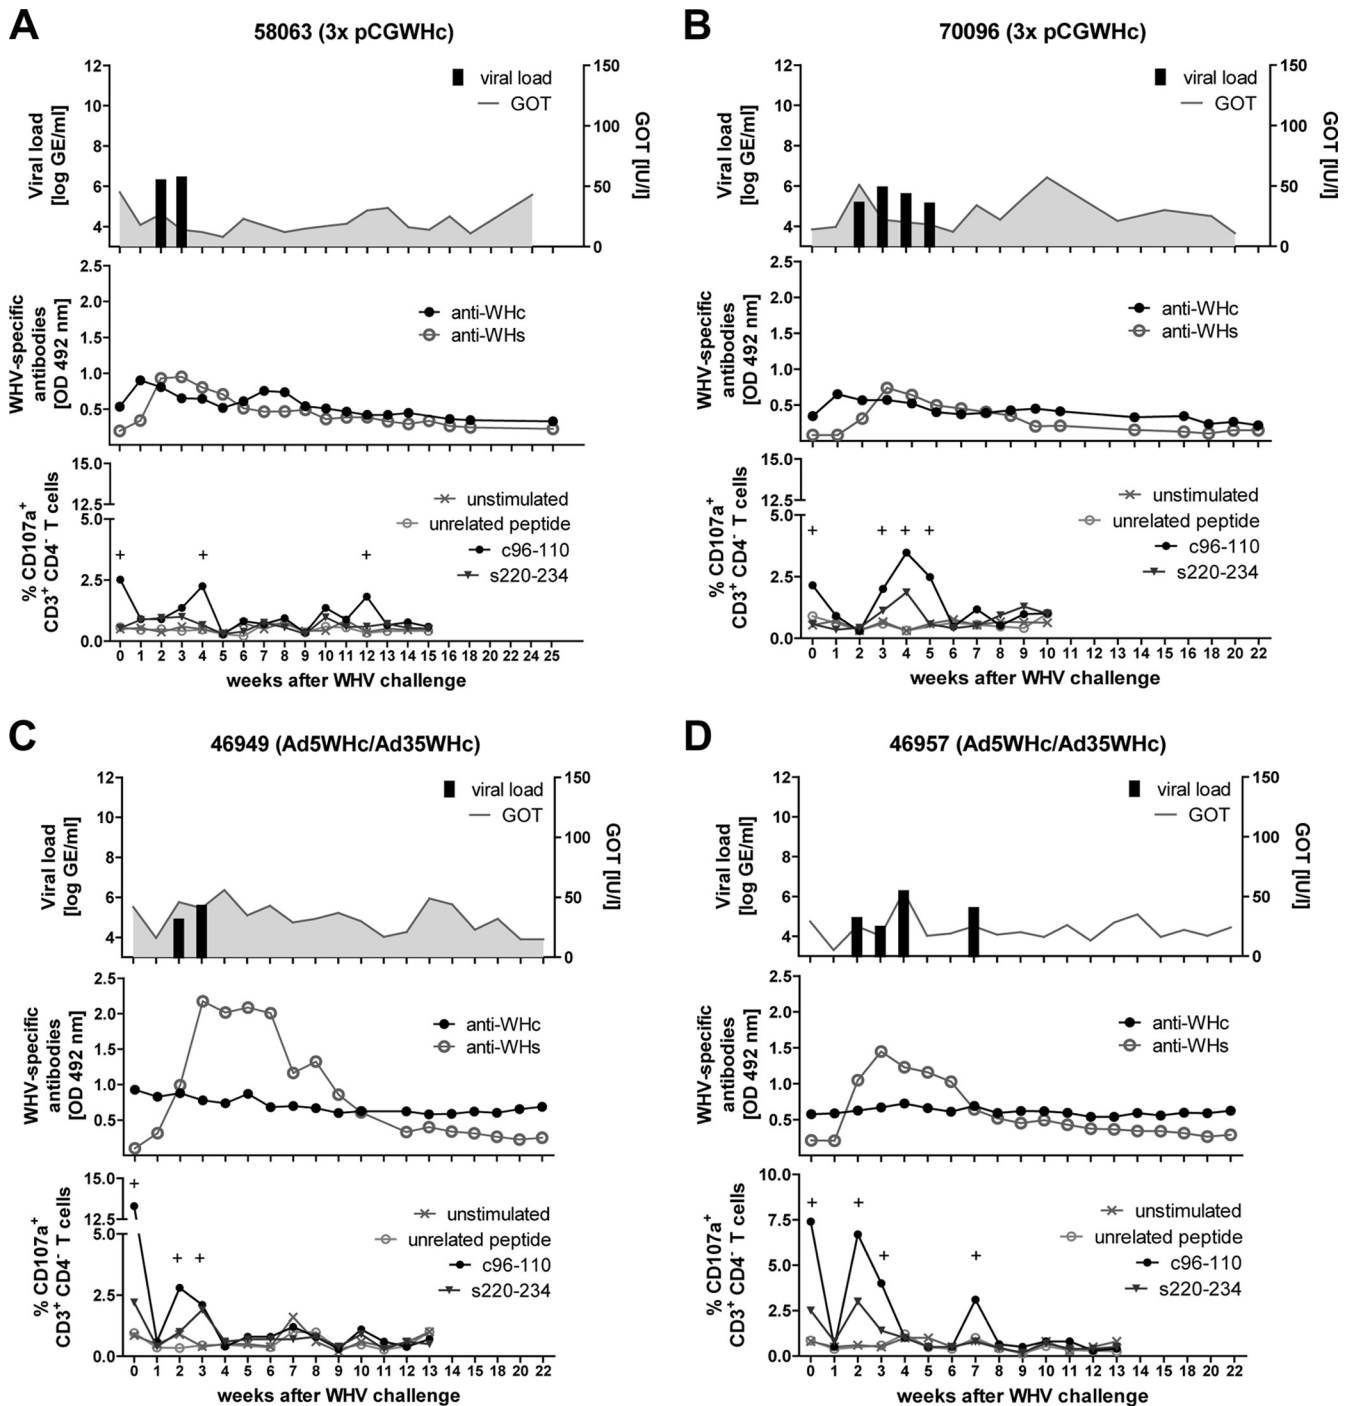 A
58063 (3x pCGWHc)
12
10
8
6
4
Viral load
[log GE/ml]
viral load
GOT
150
100
50
0
GOT [IU/l]
2.5
2.0
1.5
1.0
0.5
WHV-specific
antibodies
[OD 492 nm]
anti-WHc
anti-WHs
15.0
12.5
5.0
2.5
0.0
% CD107a+
CD3+ CD4- T cells
unstimulated
unrelated peptide
c96-110
s220-234
+ + +
0 1 2 3 4 5 6 7 8 9 10 11 12 13 14 15 16 18 20 22 24 25
weeks after WHV challenge
B
70096 (3x pCGWHc)
12
10
8
6
4
Viral load
[log GE/ml]
viral load
GOT
150
100
50
0
GOT [IU/l]
2.5
2.0
1.5
1.0
0.5
WHV-specific
antibodies
[OD 492 nm]
anti-WHc
anti-WHs
15.0
12.5
5.0
2.5
0.0
% CD107a+
CD3+ CD4- T cells
unstimulated
unrelated peptide
c96-110
s220-234
+ + + +
0 1 2 3 4 5 6 7 8 9 10 11 12 13 14 15 16 18 20 22
weeks after WHV challenge
C
46949 (Ad5WHc/Ad35WHc)
12
10
8
6
4
Viral load
[log GE/ml]
viral load
GOT
150
100
50
0
GOT [IU/l]
2.5
2.0
1.5
1.0
0.5
WHV-specific
antibodies
[OD 492 nm]
anti-WHc
anti-WHs
15.0
12.5
5.0
2.5
0.0
% CD107a+
CD3+ CD4- T cells
unstimulated
unrelated peptide
c96-110
s220-234
+ + +
0 1 2 3 4 5 6 7 8 9 10 11 12 13 14 15 17 18 20 22
weeks after WHV challenge
D
46957 (Ad5WHc/Ad35WHc)
12
10
8
6
4
Viral load
[log GE/ml]
viral load
GOT
150
100
50
0
GOT [IU/l]
2.5
2.0
1.5
1.0
0.5
WHV-specific
antibodies
[OD 492 nm]
anti-WHc
anti-WHs
10.0
7.5
5.0
2.5
0.0
% CD107a+
CD3+ CD4- T cells
unstimulated
unrelated peptide
c96-110
s220-234
+ + + +
0 1 2 3 4 5 6 7 8 9 10 11 12 13 14 15 17 18 20 22
weeks after WHV challenge